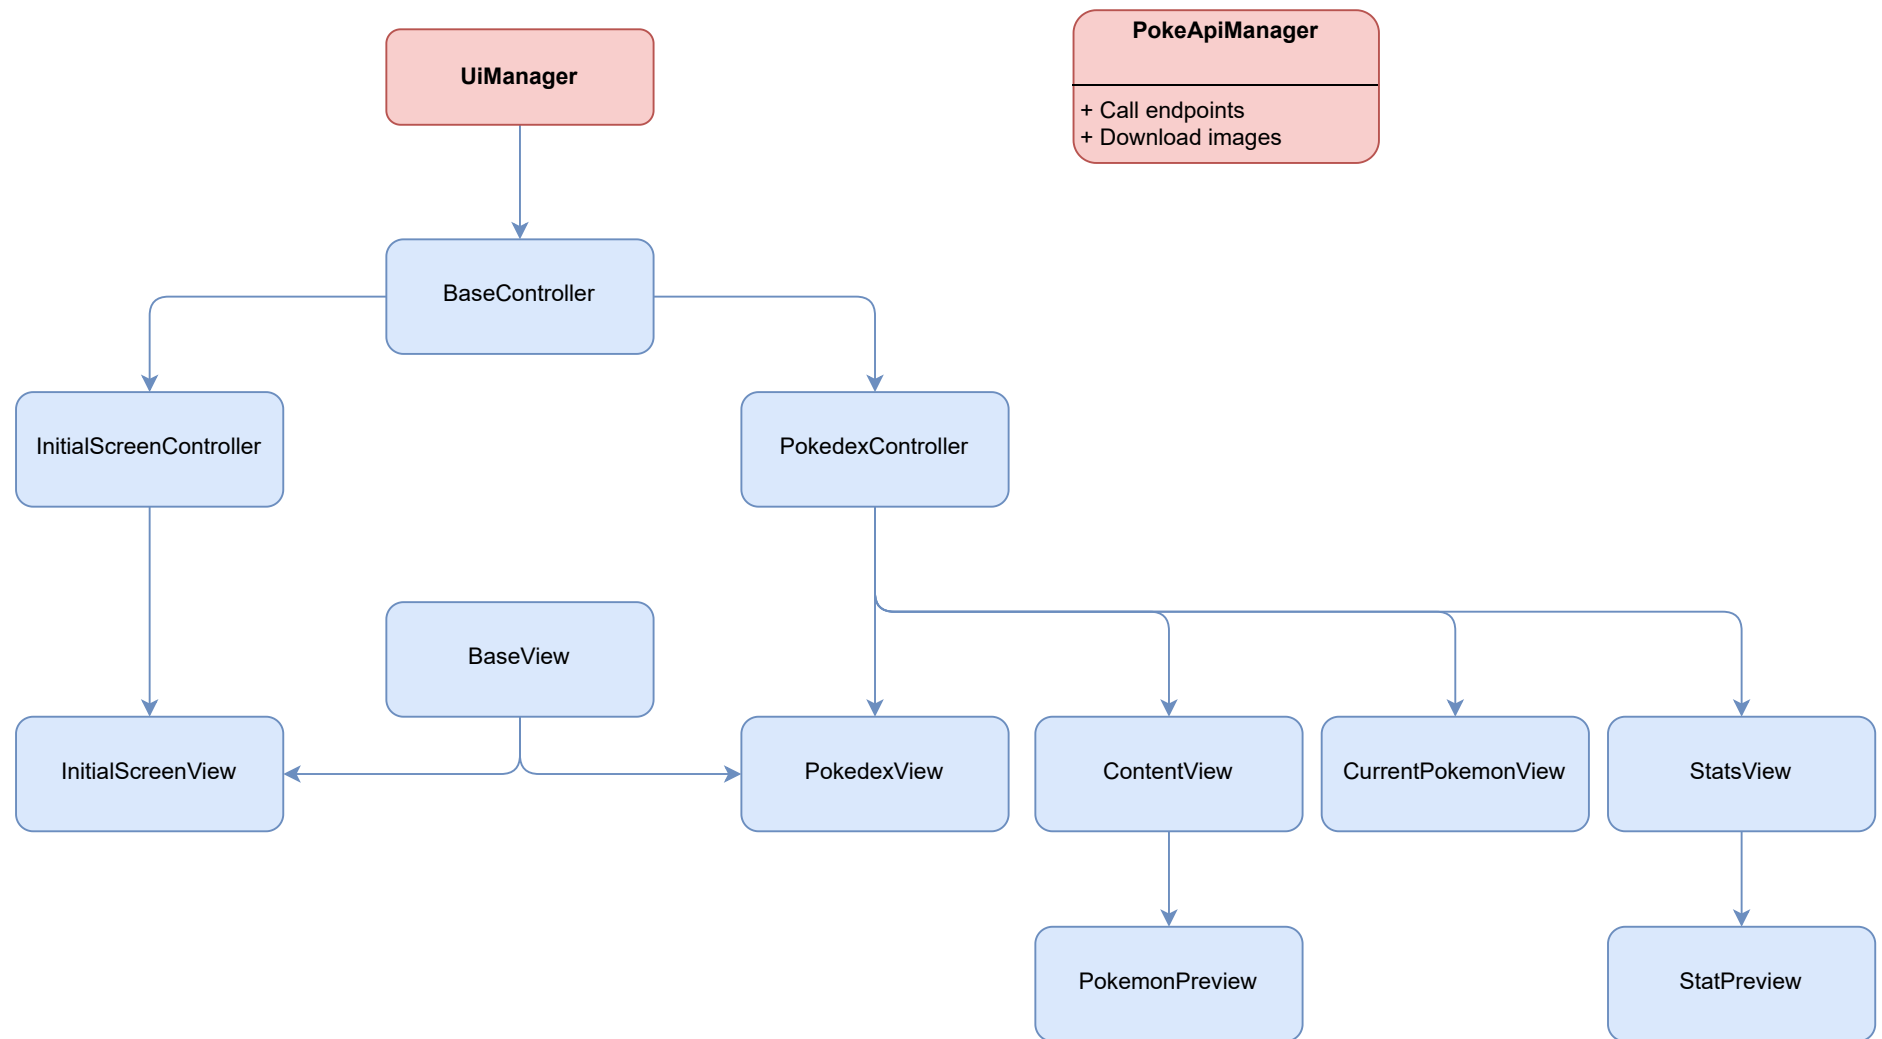 UiManager
PokeApiManager
+ Call endpoints
+ Download images
BaseController
InitialScreenController
PokedexController
BaseView
InitialScreenView
PokedexView
ContentView
CurrentPokemonView
StatsView
PokemonPreview
StatPreview